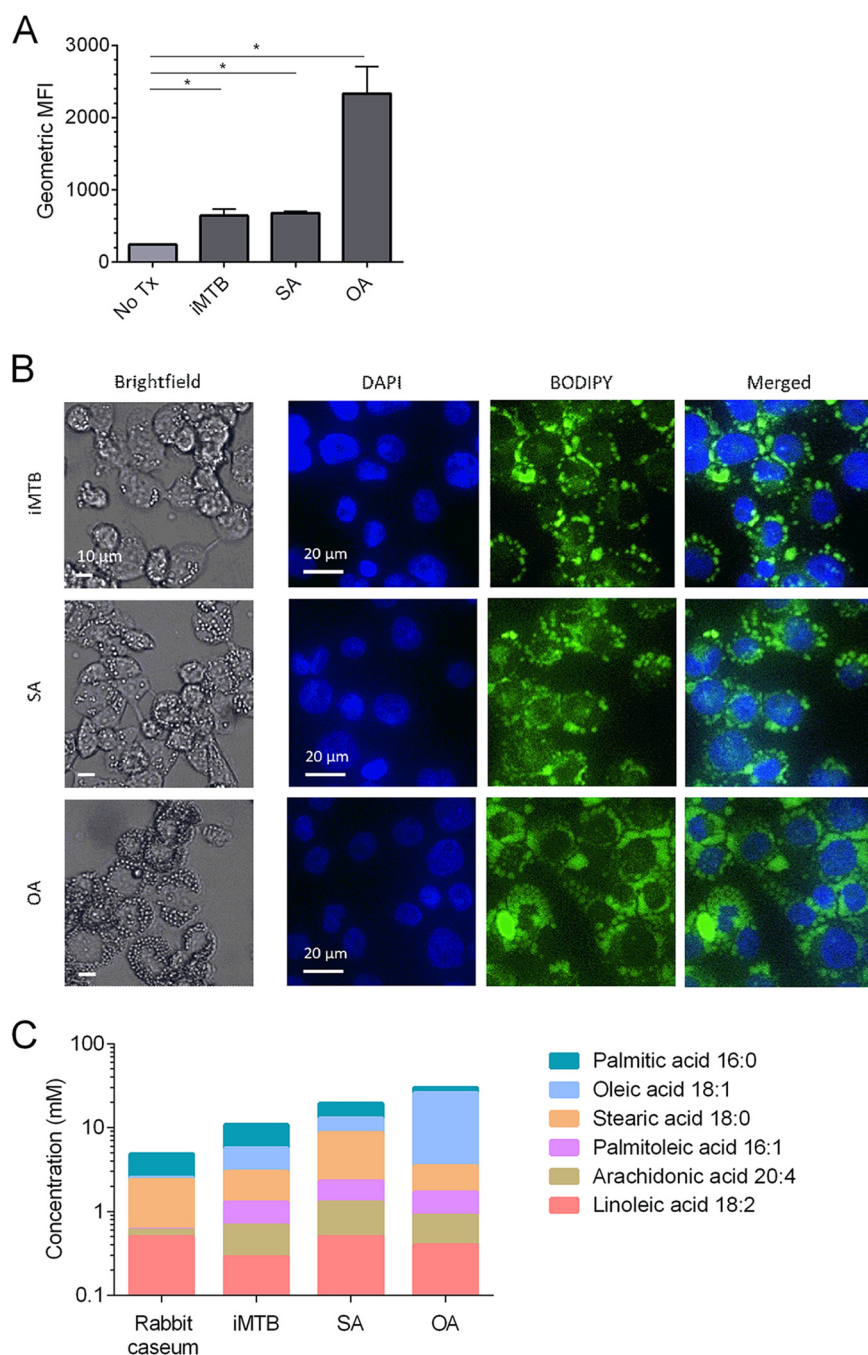 A
Geometric MFI
3000
2000
1000
0
*
*
*
No Tx
iMTB
SA
OA
B
Brightfield
DAPI
BODIPY
Merged
iMTB
10 µm
20 µm
SA
20 µm
OA
20 µm
C
Concentration (mM)
100
10
1
0.1
Rabbit
caseum
iMTB
SA
OA
Palmitic acid 16:0
Oleic acid 18:1
Stearic acid 18:0
Palmitoleic acid 16:1
Arachidonic acid 20:4
Linoleic acid 18:2